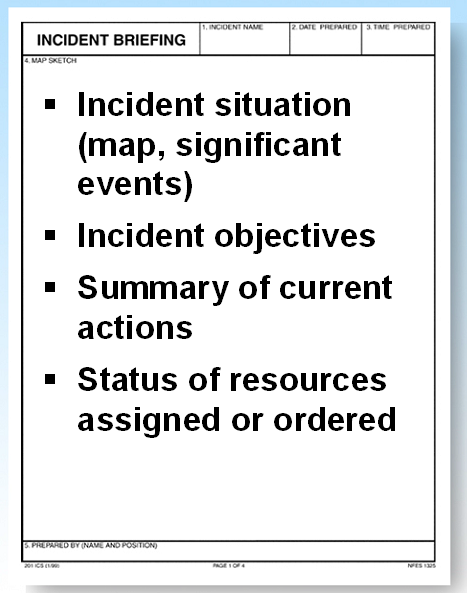 INCIDENT BRIEFING
1. INCIDENT NAME
2. DATE PREPARED
3. TIME PREPARED
4. MAP SKETCH
▪ Incident situation
(map, significant
events)
▪ Incident objectives
▪ Summary of current
actions
▪ Status of resources
assigned or ordered
5. PREPARED BY (NAME AND POSITION)
201 ICS (1/99)
PAGE 1 OF 4
NFES 1325